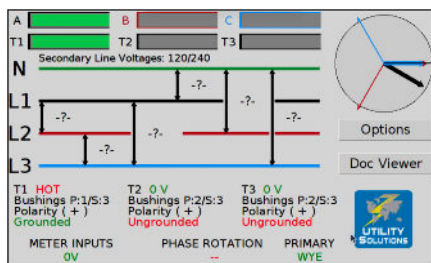 A B C
T1 T2 T3
Secondary Line Voltages: 120/240
N
-?-
L1
-?- -?- -?- -?-
L2
-?-
L3
Options
Doc Viewer
T1 HOT T2 0 V T3 0 V
Bushings P:1/S:3 Bushings P:2/S:3 Bushings P:2/S:3
Polarity ( + ) Polarity ( + ) Polarity ( + )
Grounded Ungrounded Ungrounded
UTILITY
SOLUTIONS
METER INPUTS PHASE ROTATION PRIMARY
0V -- WYE